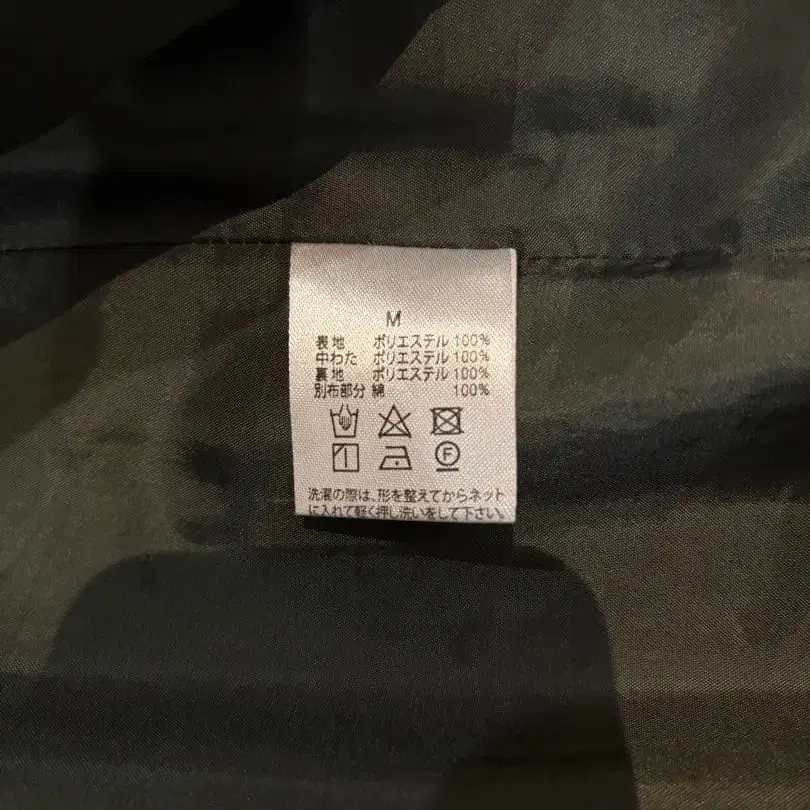 M
表地 ポリエステル 100%
中わた ポリエステル 100%
裏地 ポリエステル 100%
別布部分 綿 100%
F
洗濯の際は、形を整えてからネット
に入れて軽く押し洗いをして下さい。